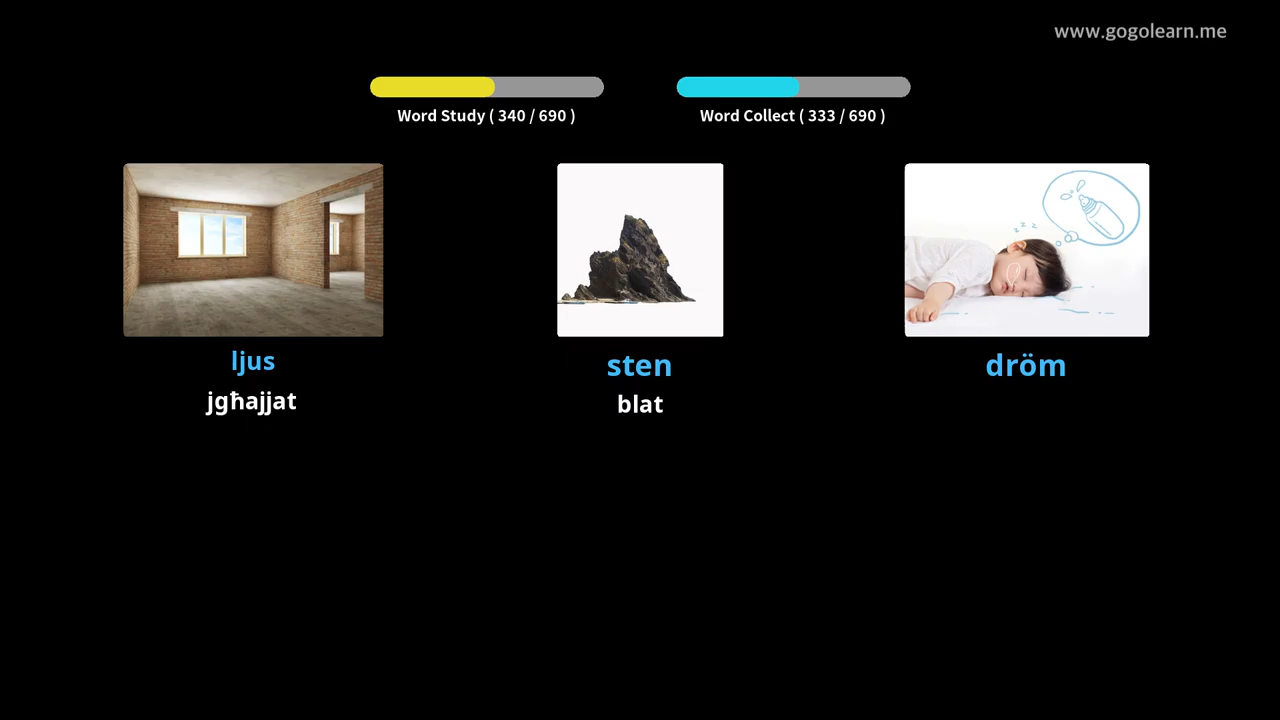 www.gogolearn.me
Word Study ( 340 / 690 )
Word Collect ( 333 / 690 )
ljus
jgħajjat
sten
blat
dröm
z z z